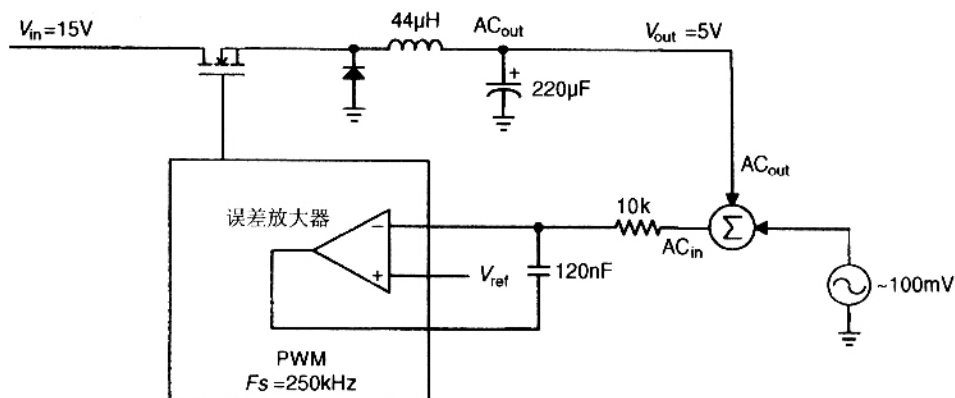 Vin=15V
44μH
ACout
Vout=5V
220μF
ACout
误差放大器
10k
Σ
ACin
Vref
120nF
~100mV
PWM
Fs=250kHz